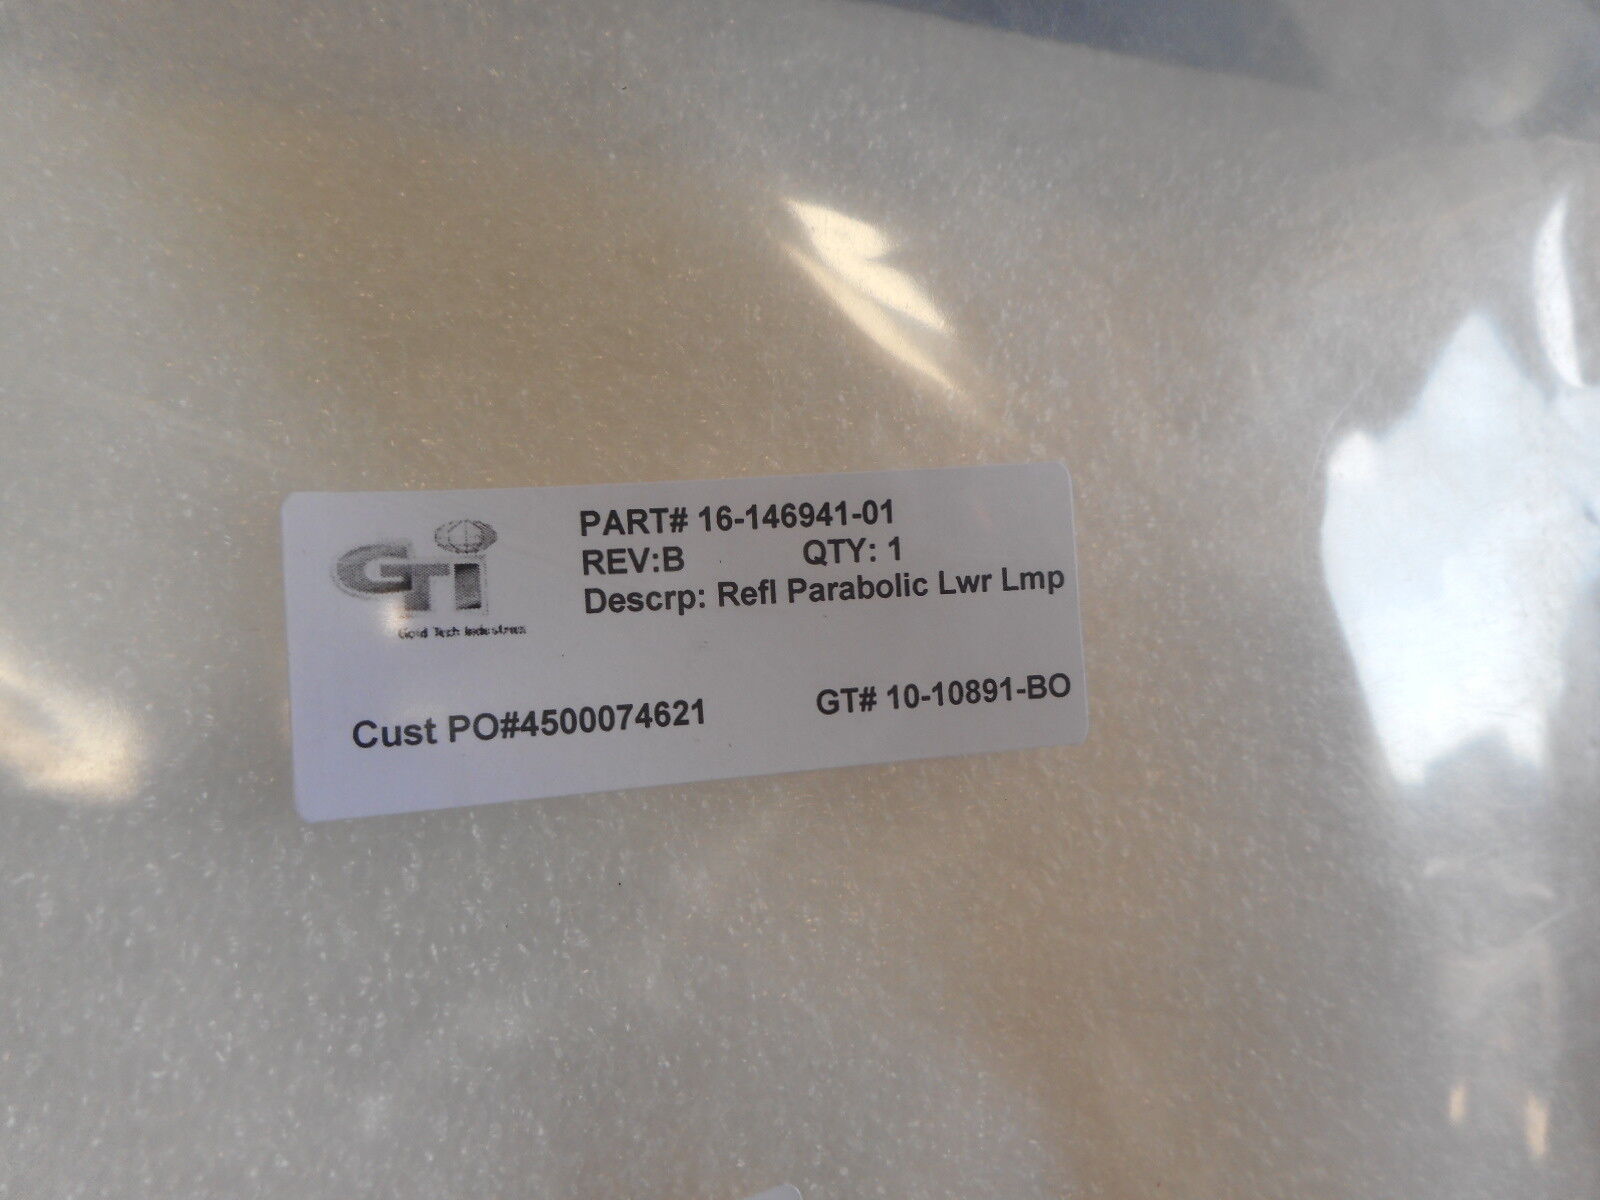 GTi
Gold Tech Industries
PART# 16-146941-01
REV:B QTY: 1
Descrp: Refl Parabolic Lwr Lmp
Cust PO#4500074621
GT# 10-10891-BO